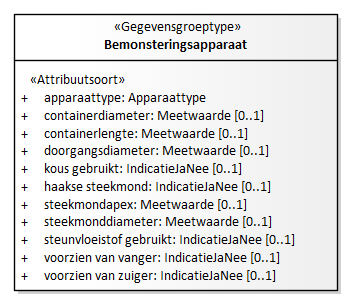 «Gegevensgroeptype»
Bemonsteringsapparaat
«Attribuutsoort»
+ apparaattype: Apparaattype
+ containerdiameter: Meetwaarde [0..1]
+ containerlengte: Meetwaarde [0..1]
+ doorgangsdiameter: Meetwaarde [0..1]
+ kous gebruikt: IndicatieJaNee [0..1]
+ haakse steekmond: IndicatieJaNee [0..1]
+ steekmondapex: Meetwaarde [0..1]
+ steekmonddiameter: Meetwaarde [0..1]
+ steunvloeistof gebruikt: IndicatieJaNee [0..1]
+ voorzien van vanger: IndicatieJaNee [0..1]
+ voorzien van zuiger: IndicatieJaNee [0..1]